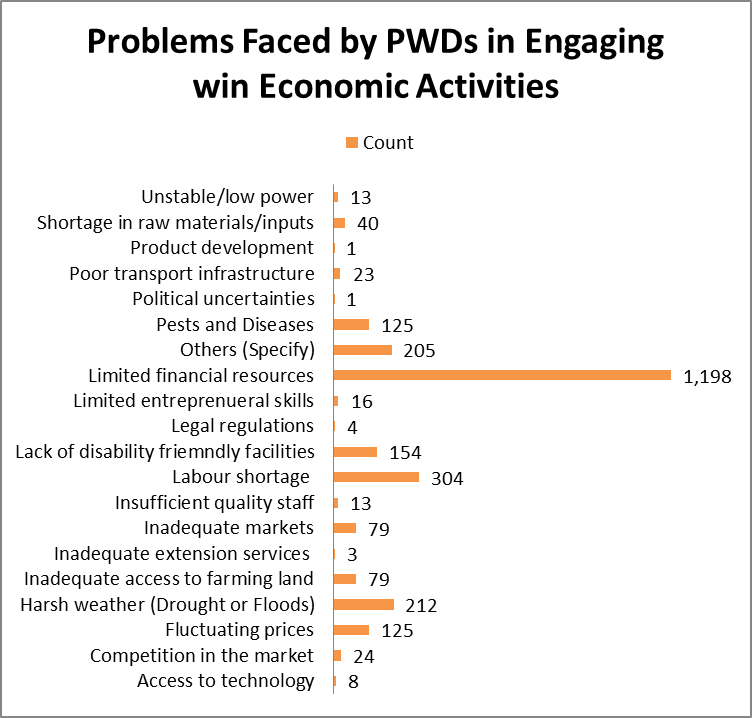 Problems Faced by PWDs in Engaging
win Economic Activities
Count
Unstable/low power 13
Shortage in raw materials/inputs 40
Product development 1
Poor transport infrastructure 23
Political uncertainties 1
Pests and Diseases 125
Others (Specify) 205
Limited financial resources 1,198
Limited entreprenueral skills 16
Legal regulations 4
Lack of disability friemndly facilities 154
Labour shortage 304
Insufficient quality staff 13
Inadequate markets 79
Inadequate extension services 3
Inadequate access to farming land 79
Harsh weather (Drought or Floods) 212
Fluctuating prices 125
Competition in the market 24
Access to technology 8